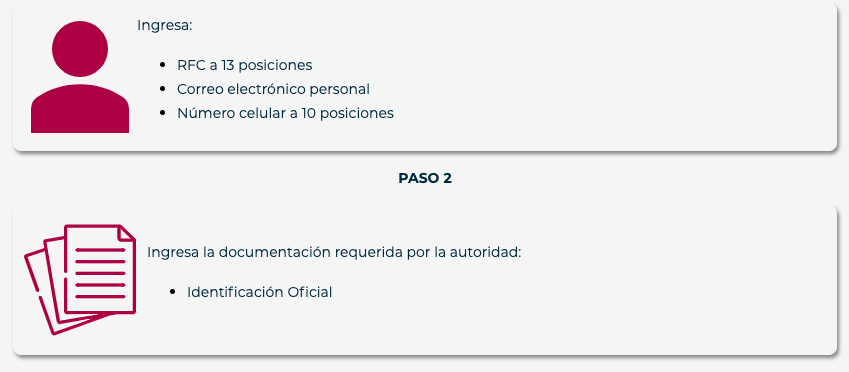 Ingresa:
RFC a 13 posiciones
Correo electrónico personal
Número celular a 10 posiciones
PASO 2
Ingresa la documentación requerida por la autoridad:
Identificación Oficial